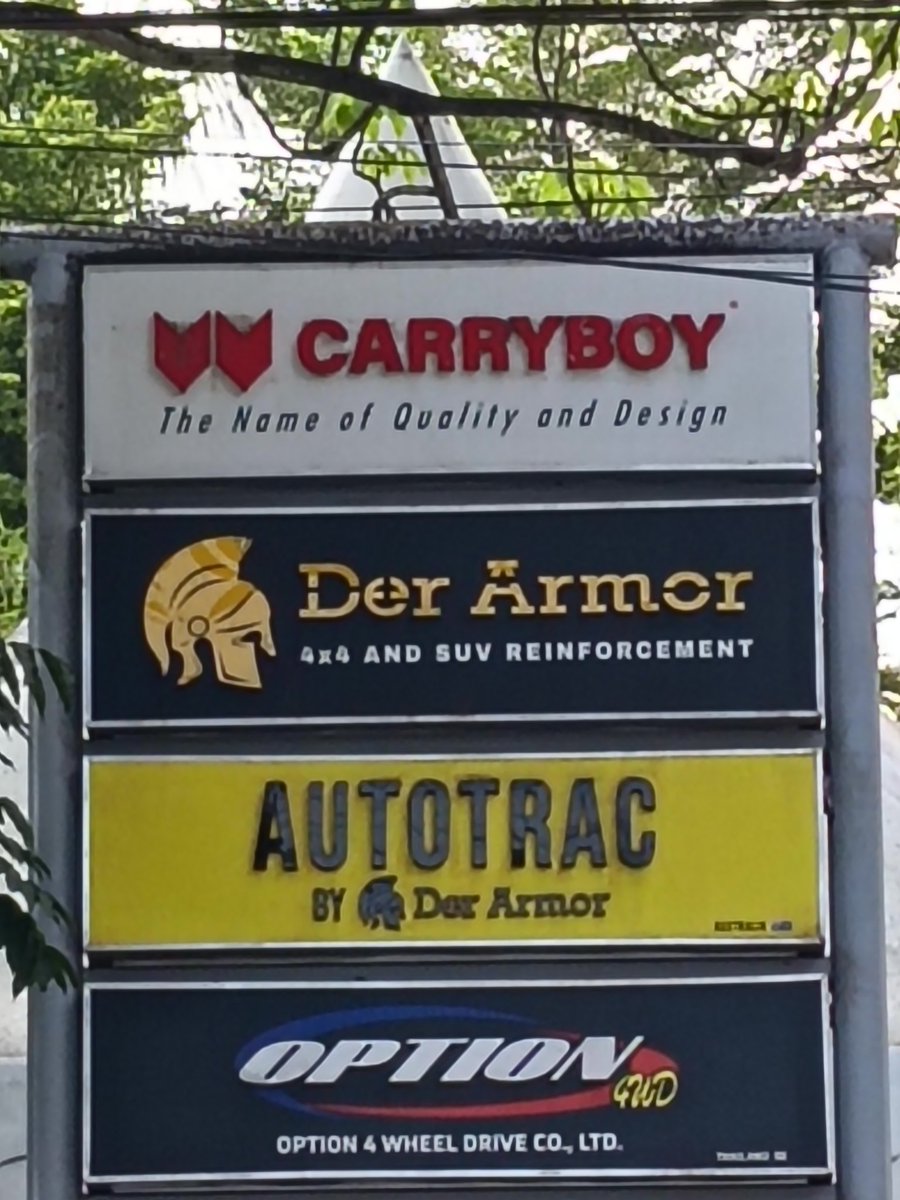 CARRYBOY
The Name of Quality and Design
Der Armor
4x4 AND SUV REINFORCEMENT
AUTOTRAC
BY Der Armor
OPTION
4WD
OPTION 4 WHEEL DRIVE CO., LTD.